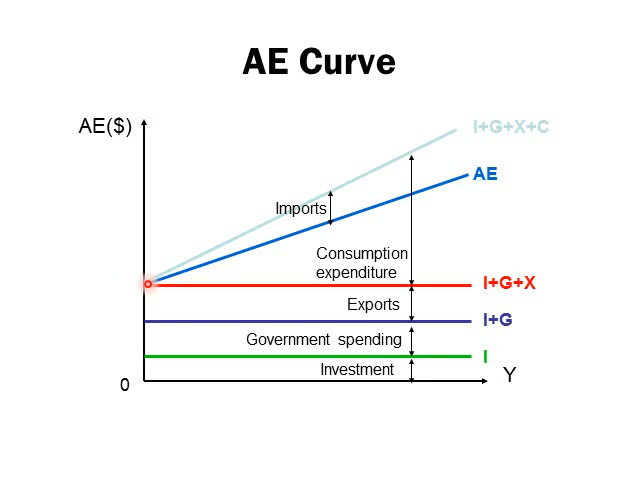 AE Curve
AE($)
I+G+X+C
AE
Imports
Consumption
expenditure
I+G+X
Exports
I+G
Government spending
I
Investment
Y
0